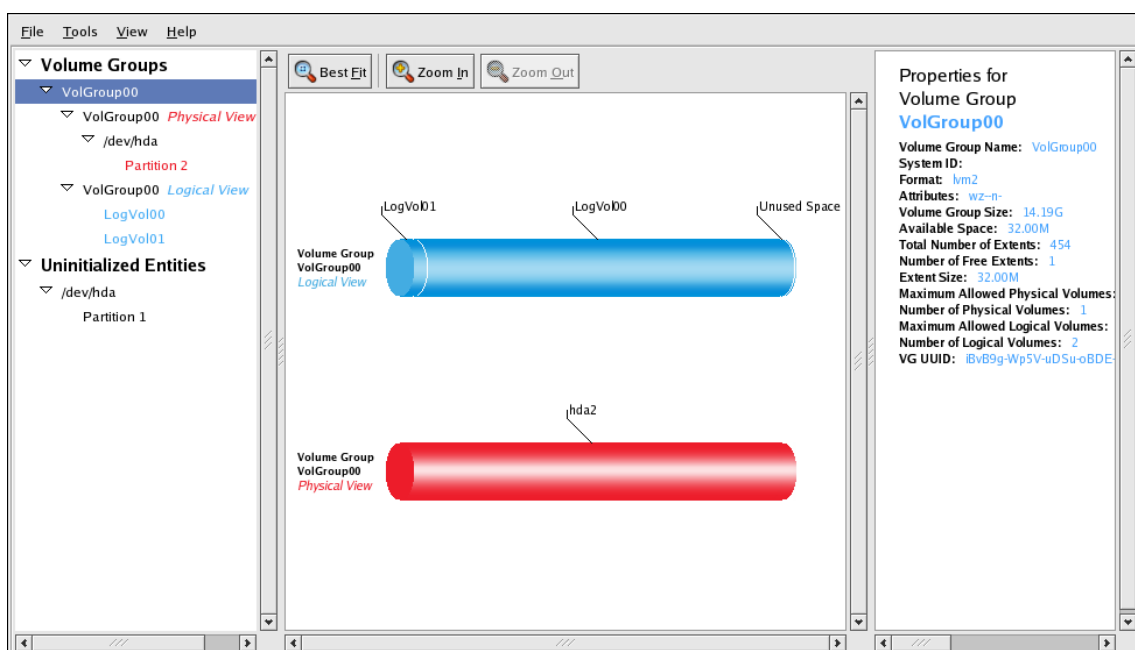 File Tools View Help
Volume Groups
VolGroup00
VolGroup00 Physical View
/dev/hda
Partition 2
VolGroup00 Logical View
LogVol00
LogVol01
Uninitialized Entities
/dev/hda
Partition 1
Best Fit Zoom In Zoom Out
LogVol01 LogVol00 Unused Space
Volume Group
VolGroup00
Logical View
hda2
Volume Group
VolGroup00
Physical View
Properties for
Volume Group
VolGroup00
Volume Group Name: VolGroup00
System ID:
Format: lvm2
Attributes: wz--n-
Volume Group Size: 14.19G
Available Space: 32.00M
Total Number of Extents: 454
Number of Free Extents: 1
Extent Size: 32.00M
Maximum Allowed Physical Volumes:
Number of Physical Volumes: 1
Maximum Allowed Logical Volumes:
Number of Logical Volumes: 2
VG UUID: iBvB9g-Wp5V-uDSu-oBDE-